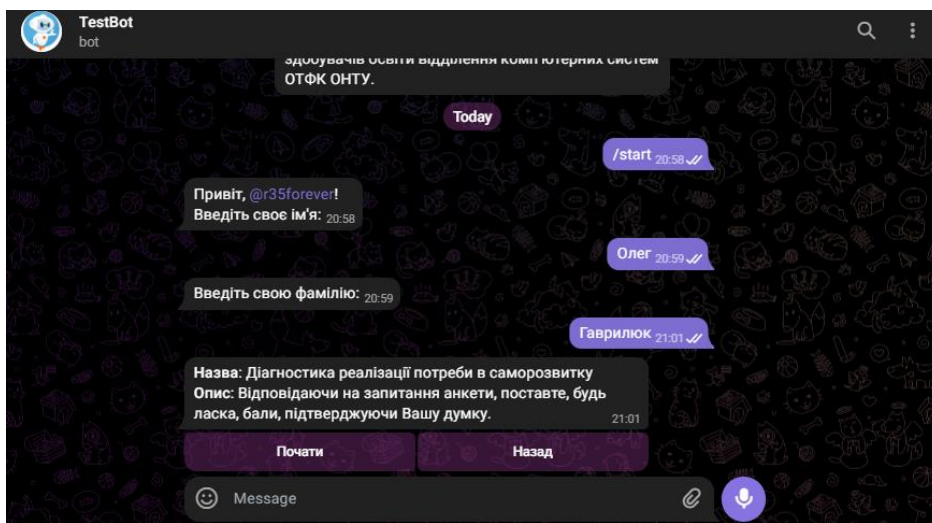 TestBot
bot
здобувачів освіти відділення комп'ютерних систем
ОТФК ОНТУ.
Today
/start 20:58
Привіт, @r35forever!
Введіть своє ім'я: 20:58
Олег 20:59
Введіть свою фамілію: 20:59
Гаврилюк 21:01
Назва: Діагностика реалізації потреби в саморозвитку
Опис: Відповідаючи на запитання анкети, поставте, будь
ласка, бали, підтверджуючи Вашу думку. 21:01
Почати Назад
Message